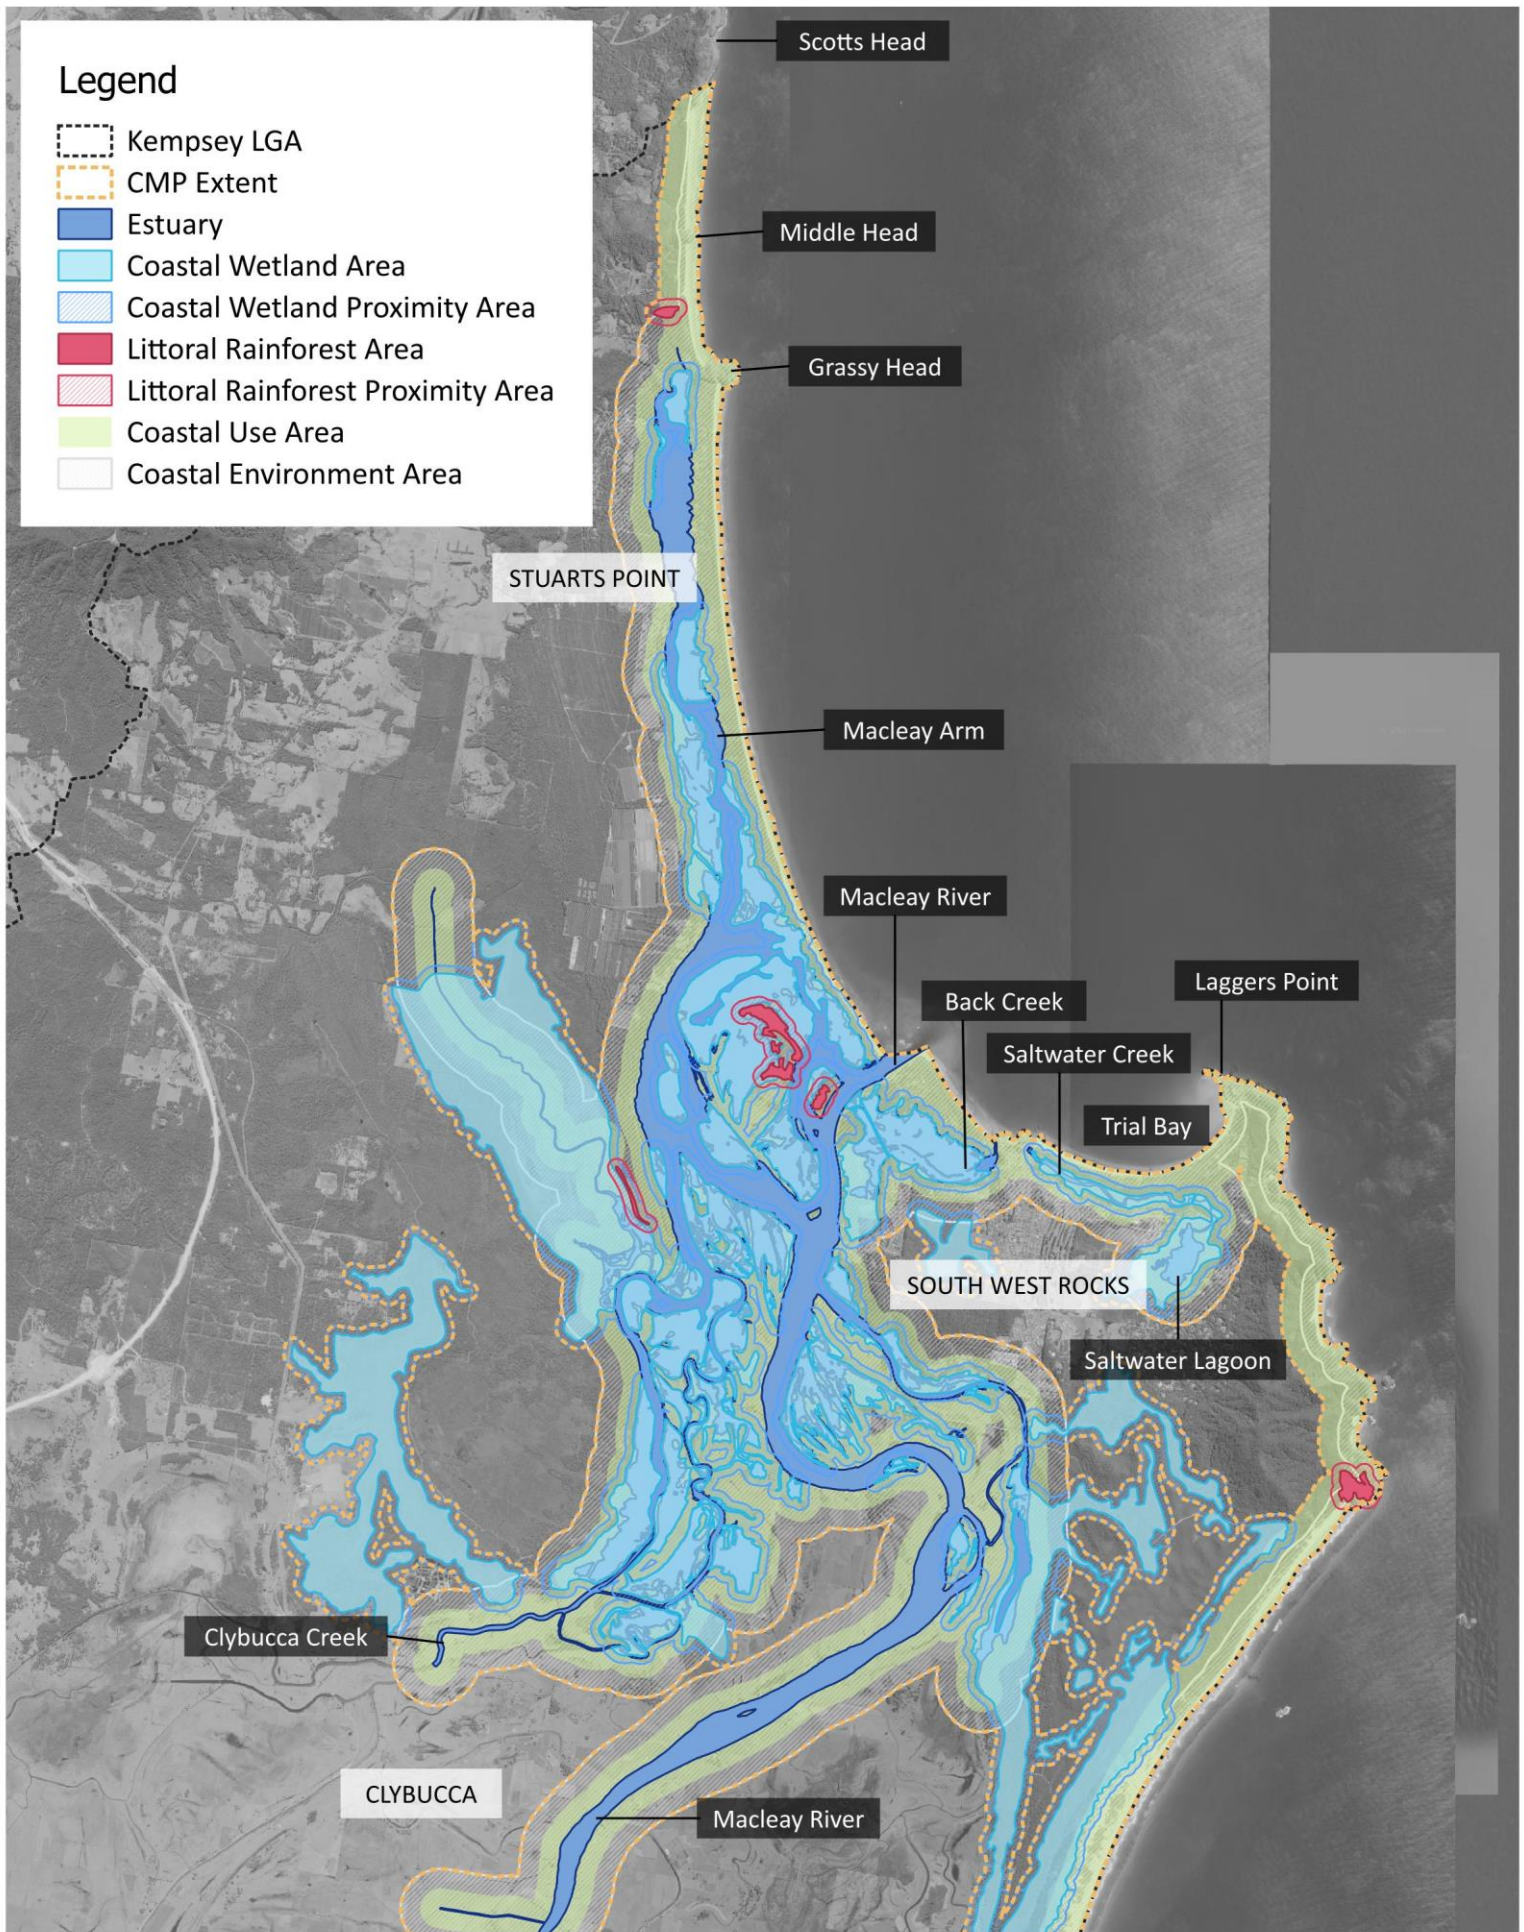 Legend
Kempsey LGA
CMP Extent
Estuary
Coastal Wetland Area
Coastal Wetland Proximity Area
Littoral Rainforest Area
Littoral Rainforest Proximity Area
Coastal Use Area
Coastal Environment Area
Scotts Head
Middle Head
Grassy Head
STUARTS POINT
Macleay Arm
Macleay River
Laggers Point
Back Creek
Saltwater Creek
Trial Bay
SOUTH WEST ROCKS
Saltwater Lagoon
Clybucca Creek
CLYBUCCA
Macleay River